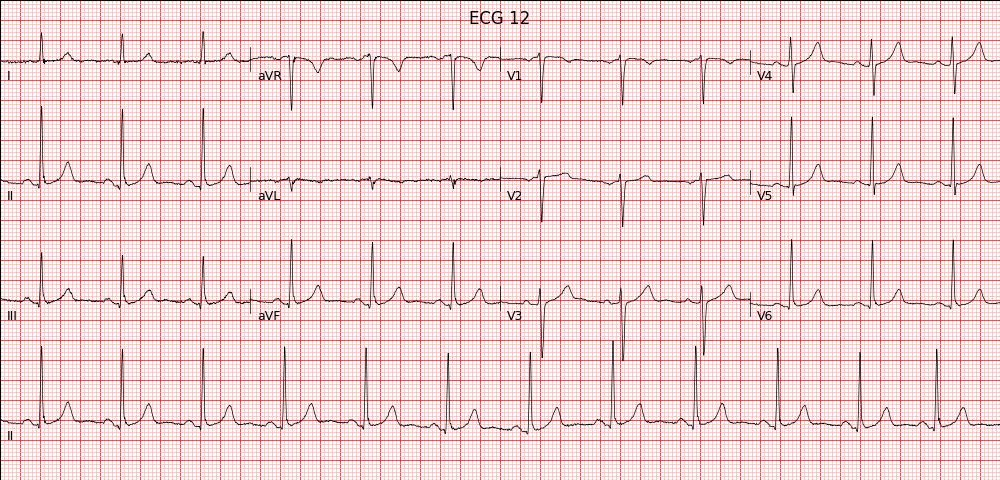 ECG 12
I aVR V1 V4
II aVL V2 V5
III aVF V3 V6
II